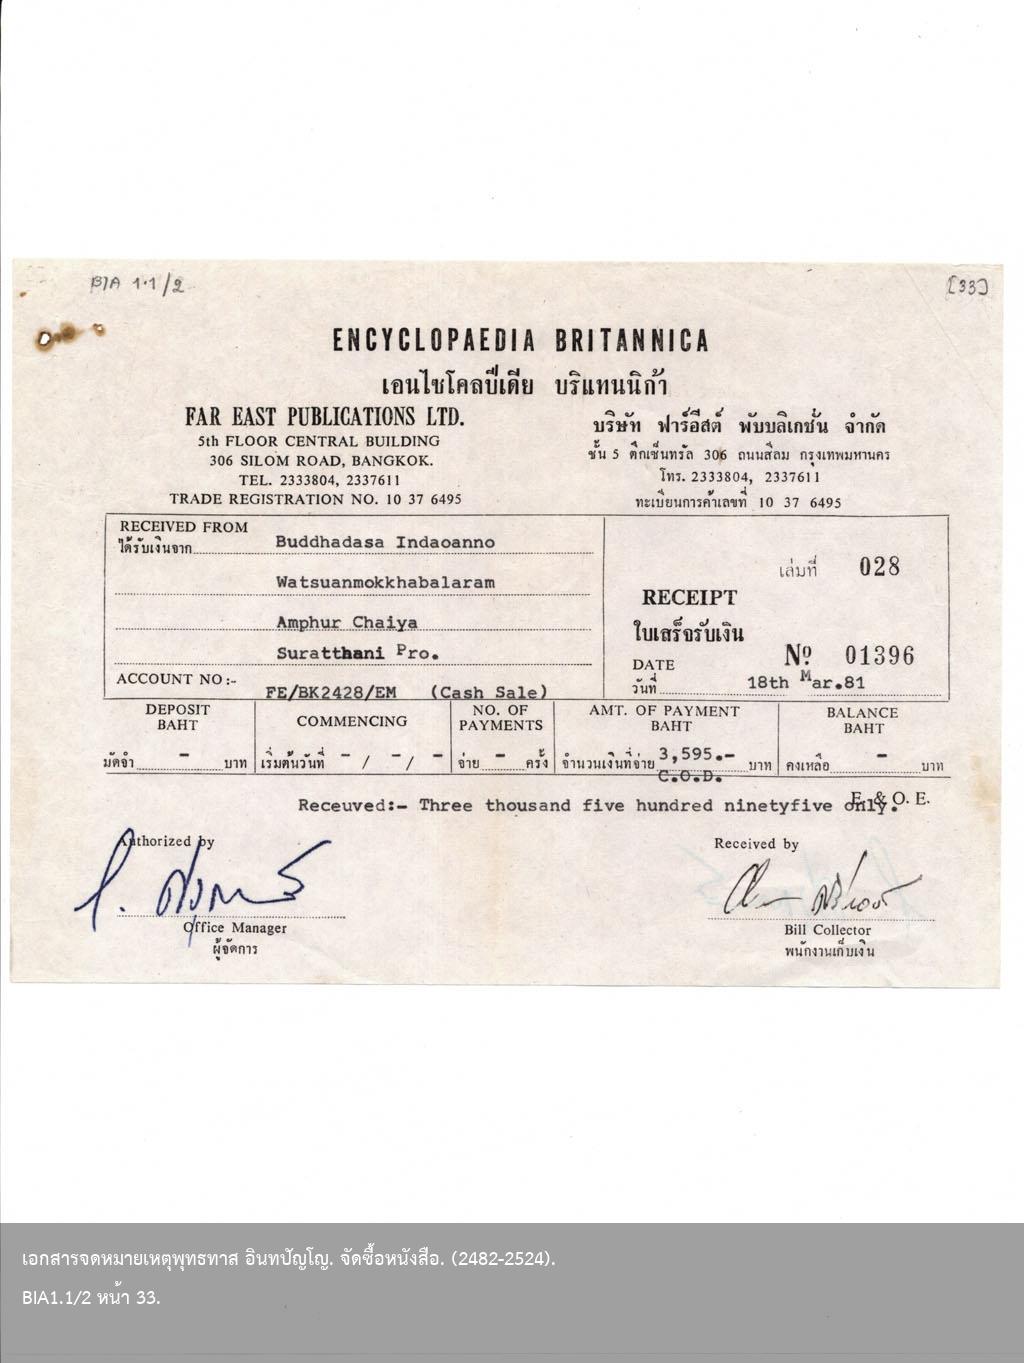 BIA 1.1/2
[33]
ENCYCLOPAEDIA BRITANNICA
เอนไซโคลปีเดีย บริแทนนิก้า
FAR EAST PUBLICATIONS LTD.
5th FLOOR CENTRAL BUILDING
306 SILOM ROAD, BANGKOK.
TEL. 2333804, 2337611
TRADE REGISTRATION NO. 10 37 6495
บริษัท ฟาร์อีสต์ พับบลิเกชั่น จำกัด
ชั้น 5 ตึกเซ็นทรัล 306 ถนนสีลม กรุงเทพมหานคร
โทร. 2333804, 2337611
ทะเบียนการค้าเลขที่ 10 37 6495
RECEIVED FROM
ได้รับเงินจาก Buddhadasa Indaoanno
Watsuanmokkhabalaram
Amphur Chaiya
Suratthani Pro.
ACCOUNT NO :- FE/BK2428/EM (Cash Sale)
เล่มที่ 028
RECEIPT
ใบเสร็จรับเงิน
Nº 01396
DATE
วันที่ 18th Mar.81
DEPOSIT BAHT
มัดจำ - บาท
COMMENCING
เริ่มต้นวันที่ - / - / -
NO. OF PAYMENTS
จ่าย - ครั้ง
AMT. OF PAYMENT BAHT
จำนวนเงินที่จ่าย 3,595.- บาท
C.O.D.
BALANCE BAHT
คงเหลือ - บาท
Receuved:- Three thousand five hundred ninetyfive only.
E. & O. E.
Authorized by
Office Manager
ผู้จัดการ
Received by
Bill Collector
พนักงานเก็บเงิน
เอกสารจดหมายเหตุพุทธทาส อินทปัญโญ. จัดซื้อหนังสือ. (2482-2524).
BIA1.1/2 หน้า 33.